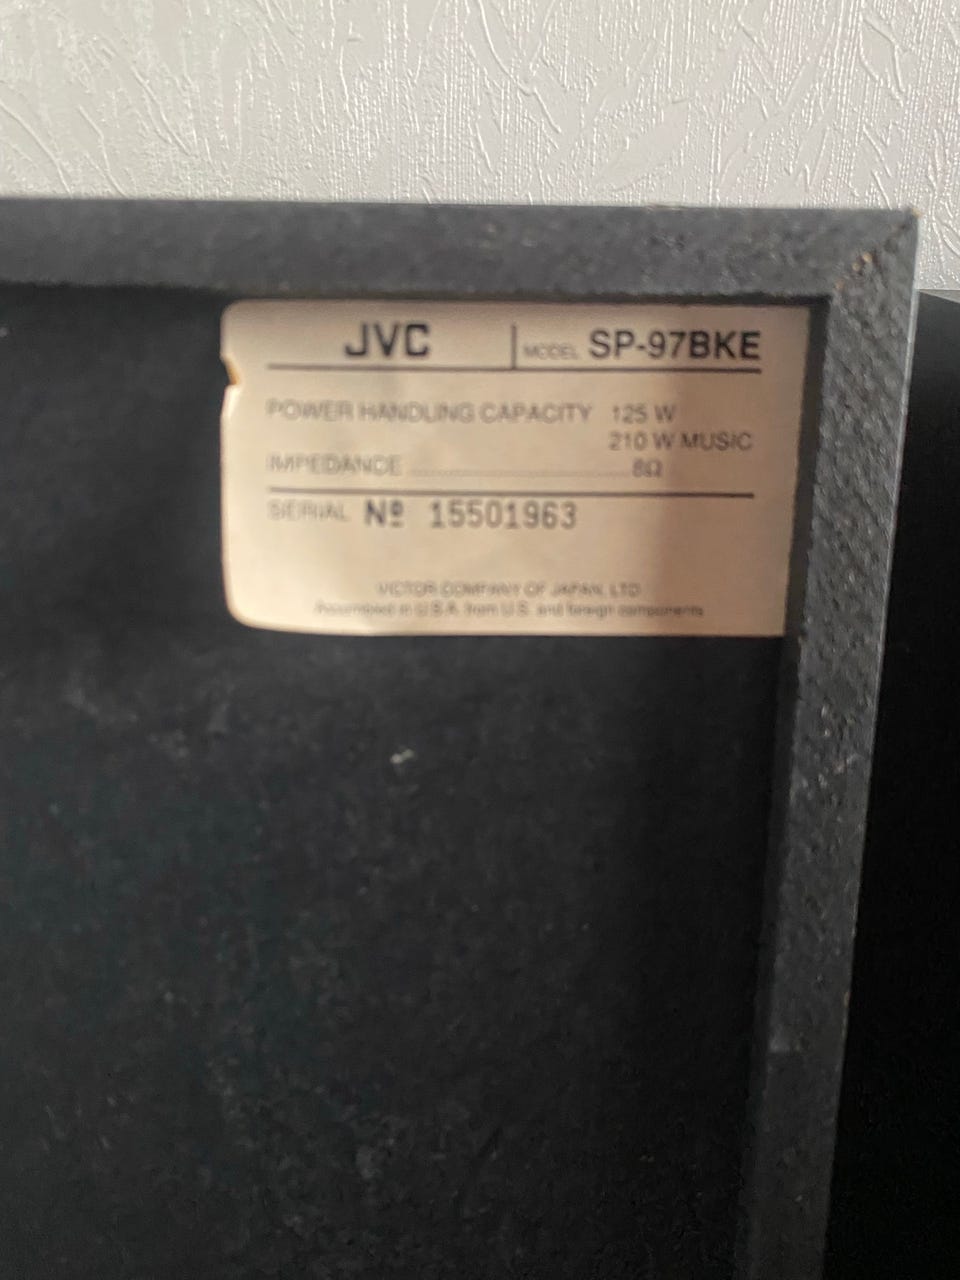 JVC MODEL SP-97BKE
POWER HANDLING CAPACITY 125 W
210 W MUSIC
IMPEDANCE 8Ω
SERIAL Nº 15501963
VICTOR COMPANY OF JAPAN, LTD
Assembled in U.S.A. from U.S. and foreign components